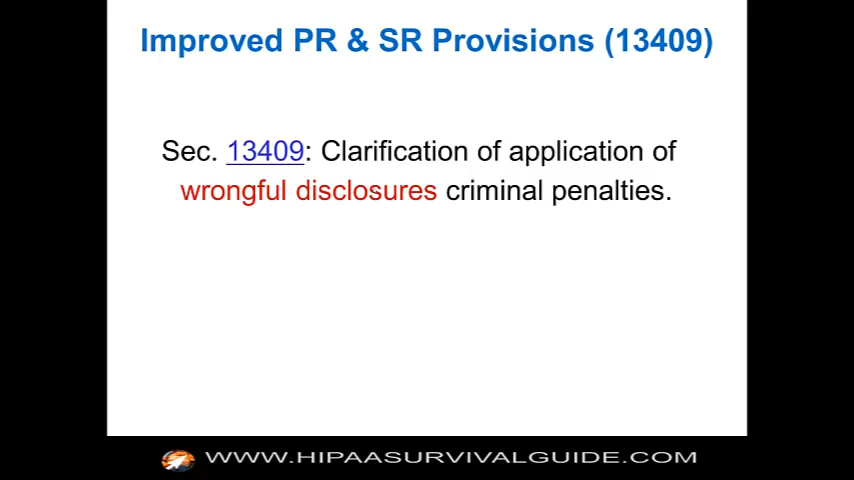 Improved PR & SR Provisions (13409)
Sec. 13409: Clarification of application of
wrongful disclosures criminal penalties.
WWW.HIPAASURVIVALGUIDE.COM